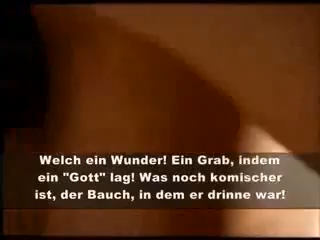 Welch ein Wunder! Ein Grab, indem
ein "Gott" lag! Was noch komischer
ist, der Bauch, in dem er drinne war!